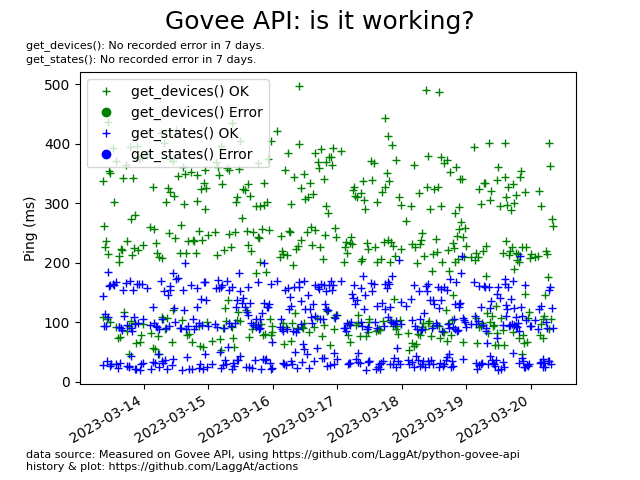 Govee API: is it working?
get_devices(): No recorded error in 7 days.
get_states(): No recorded error in 7 days.
get_devices() OK
get_devices() Error
get_states() OK
get_states() Error
Ping (ms)
500
400
300
200
100
0
2023-03-14
2023-03-15
2023-03-16
2023-03-17
2023-03-18
2023-03-19
2023-03-20
data source: Measured on Govee API, using https://github.com/LaggAt/python-govee-api
history & plot: https://github.com/LaggAt/actions